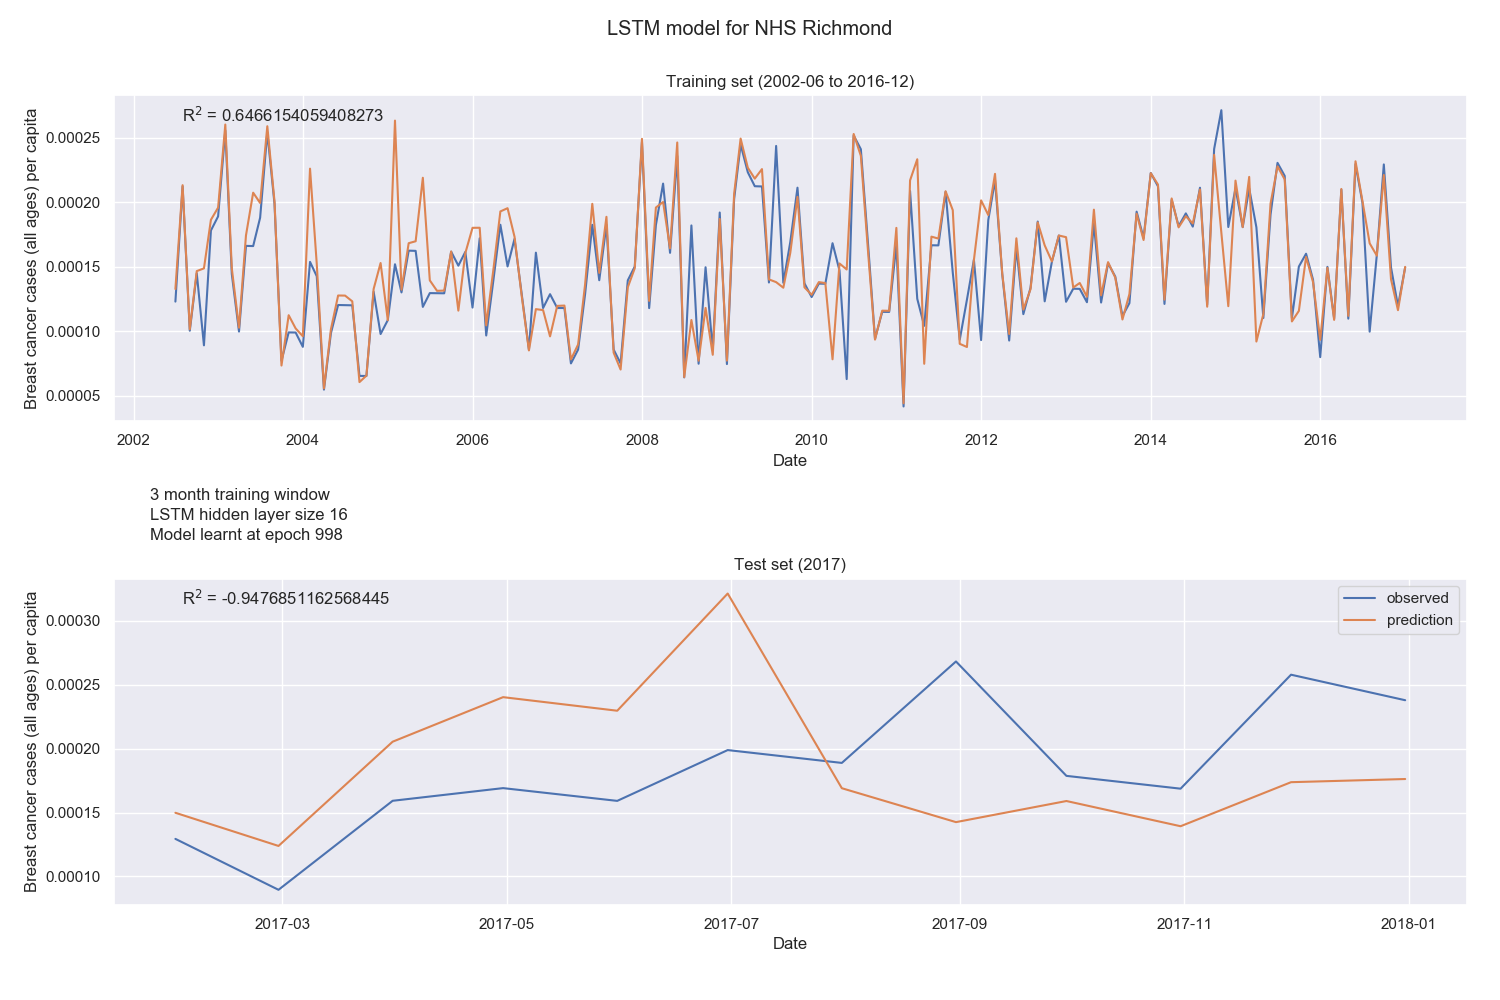 LSTM model for NHS Richmond
Training set (2002-06 to 2016-12)
R² = 0.6466154059408273
Breast cancer cases (all ages) per capita
0.00025
0.00020
0.00015
0.00010
0.00005
2002 2004 2006 2008 2010 2012 2014 2016
Date
3 month training window
LSTM hidden layer size 16
Model learnt at epoch 998
Test set (2017)
R² = -0.9476851162568445
observed
prediction
Breast cancer cases (all ages) per capita
0.00030
0.00025
0.00020
0.00015
0.00010
2017-03 2017-05 2017-07 2017-09 2017-11 2018-01
Date